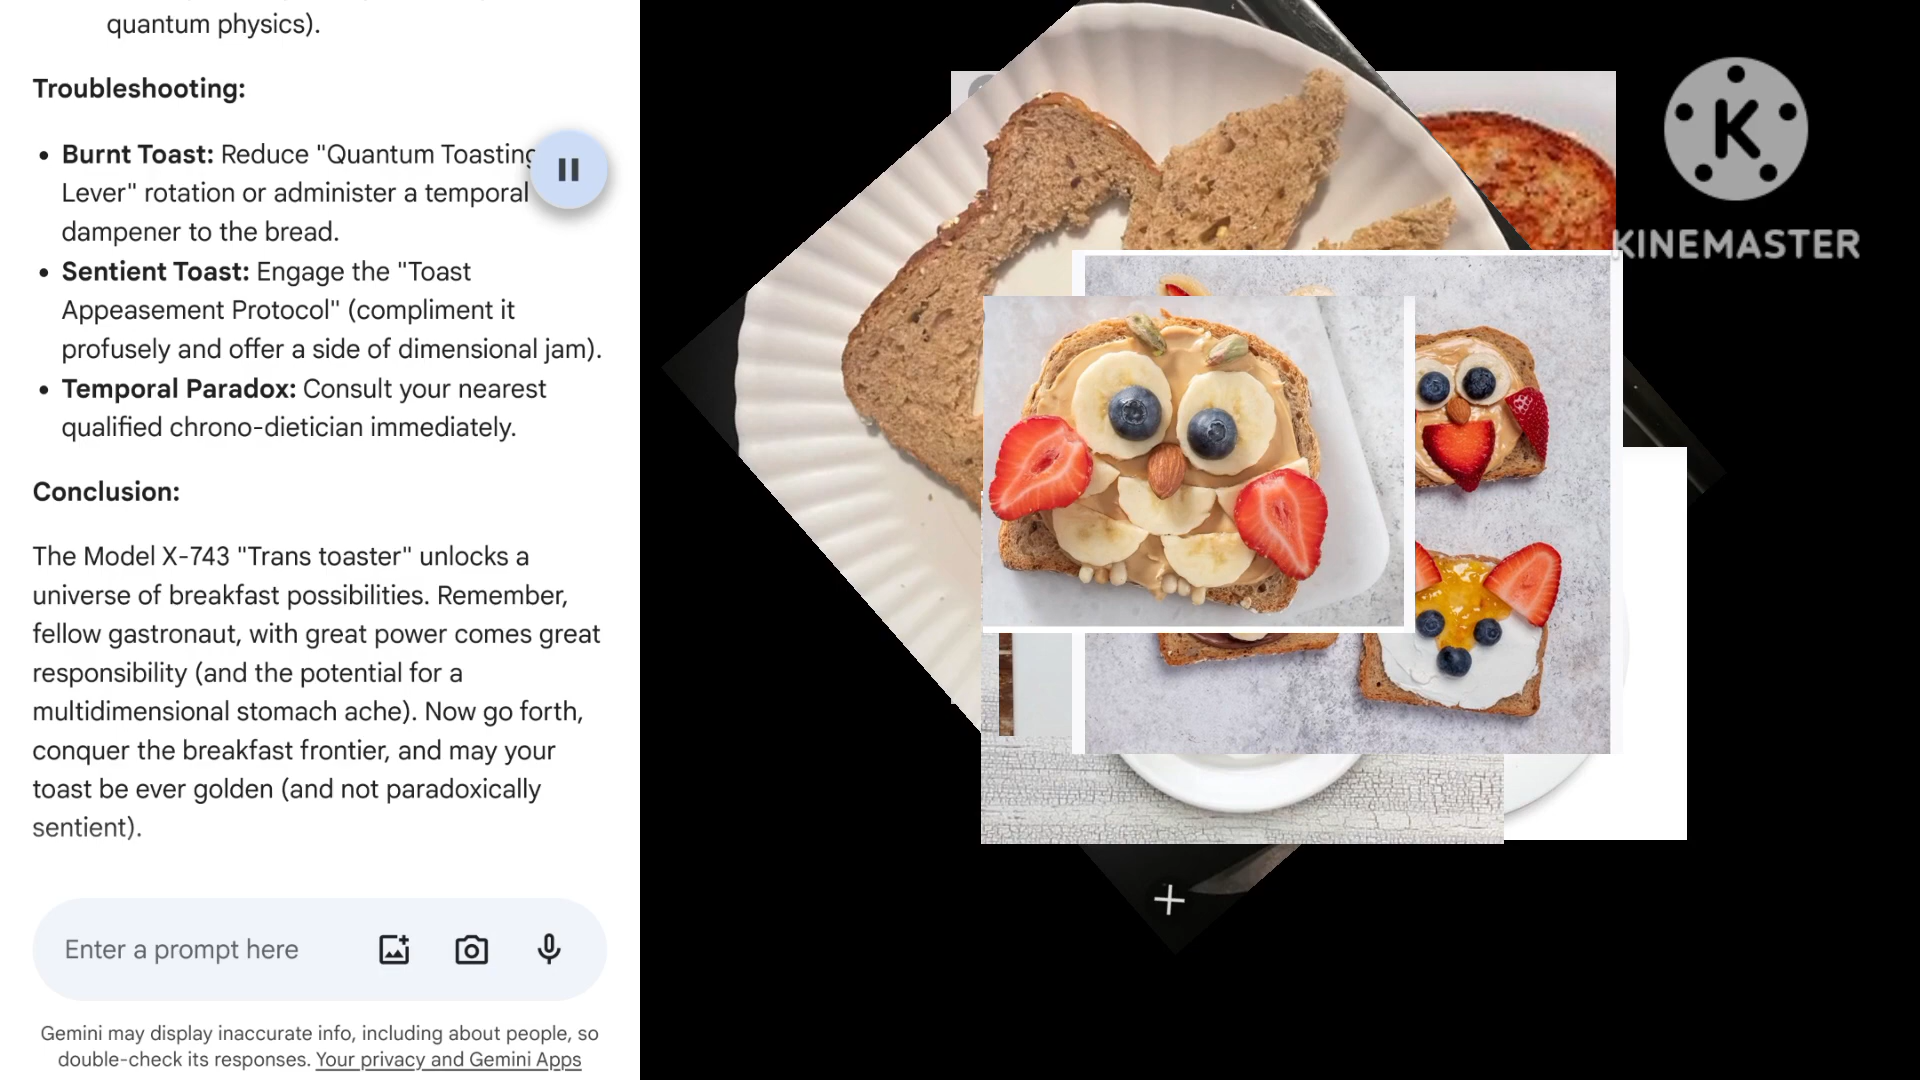 quantum physics).
Troubleshooting:
• Burnt Toast: Reduce "Quantum Toasting
Lever" rotation or administer a temporal
dampener to the bread.
• Sentient Toast: Engage the "Toast
Appeasement Protocol" (compliment it
profusely and offer a side of dimensional jam).
• Temporal Paradox: Consult your nearest
qualified chrono-dietician immediately.
Conclusion:
The Model X-743 "Trans toaster" unlocks a
universe of breakfast possibilities. Remember,
fellow gastronaut, with great power comes great
responsibility (and the potential for a
multidimensional stomach ache). Now go forth,
conquer the breakfast frontier, and may your
toast be ever golden (and not paradoxically
sentient).
Enter a prompt here
Gemini may display inaccurate info, including about people, so
double-check its responses. Your privacy and Gemini Apps
K
KINEMASTER